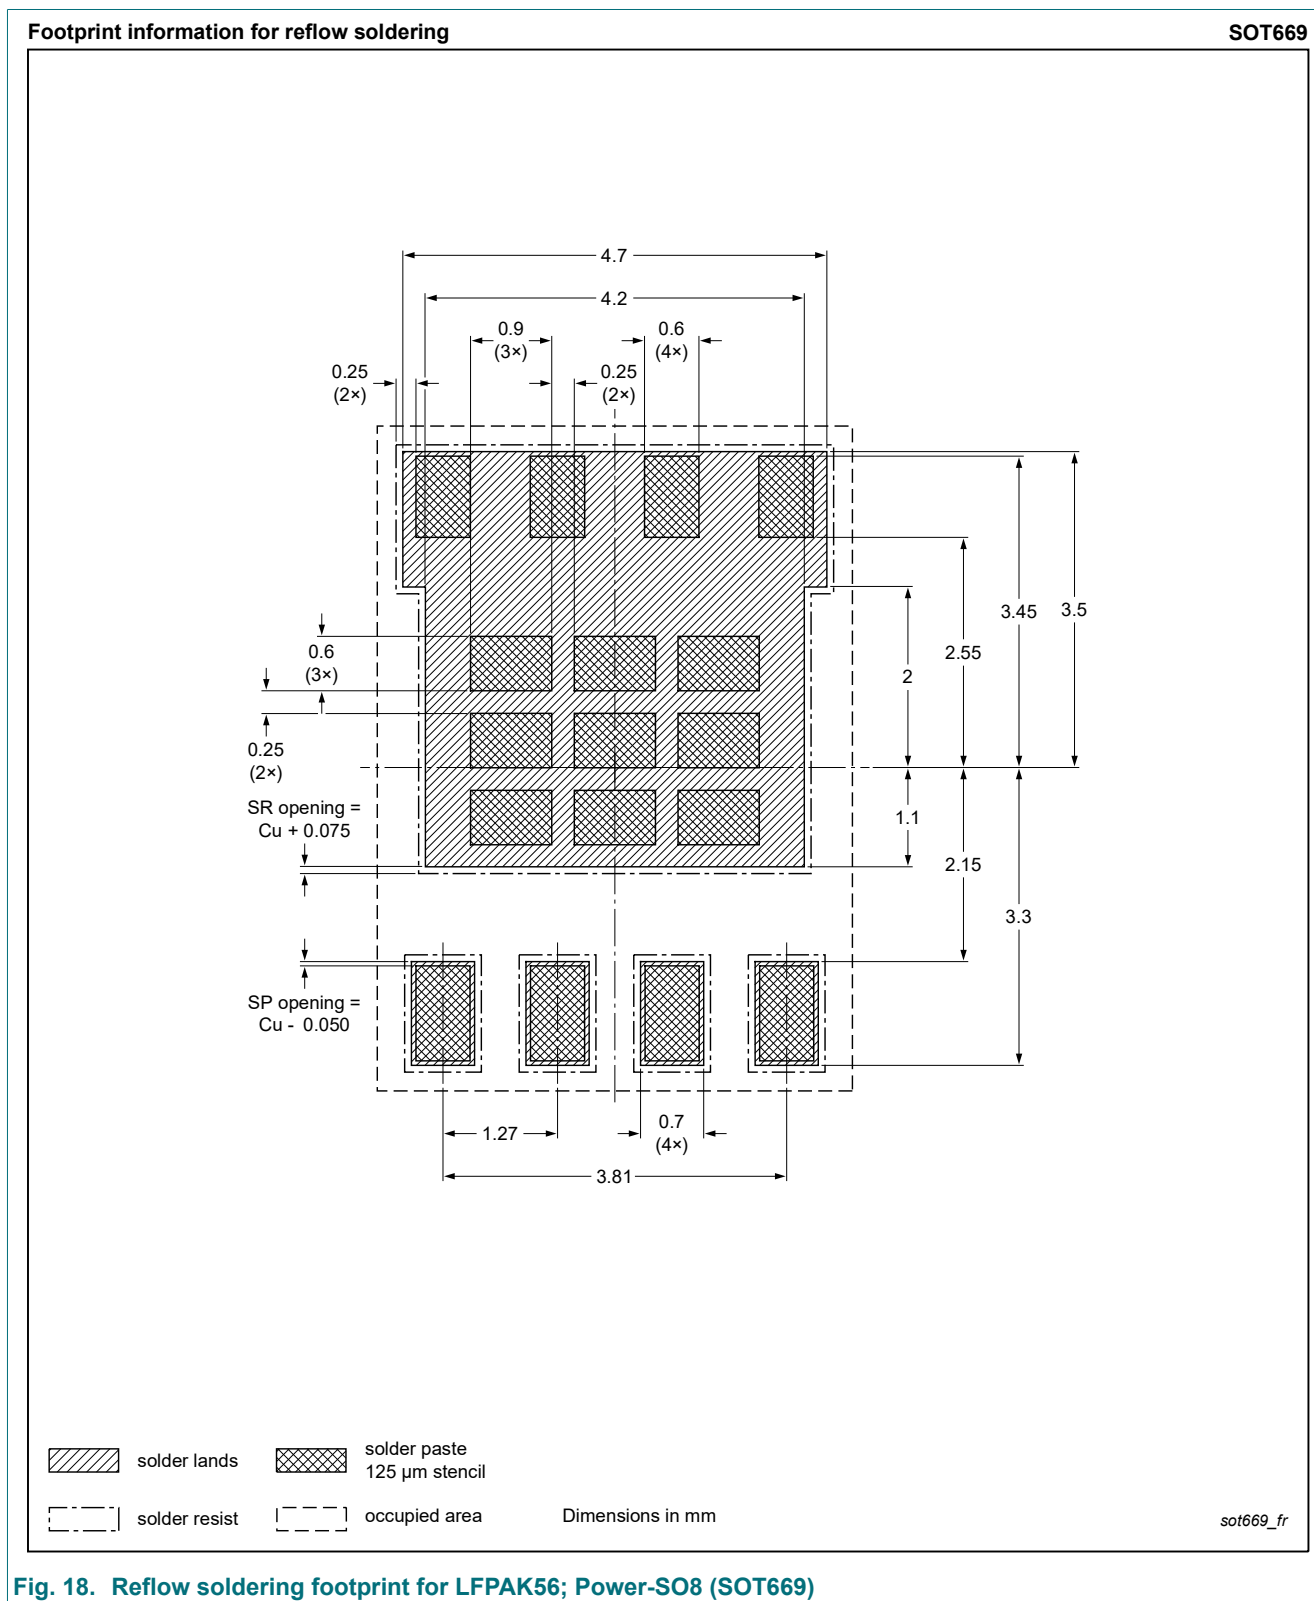 Footprint information for reflow soldering
SOT669
4.7
4.2
0.9
(3×)
0.6
(4×)
0.25
(2×)
0.25
(2×)
3.45
3.5
2.55
2
0.6
(3×)
0.25
(2×)
SR opening =
Cu + 0.075
1.1
2.15
3.3
SP opening =
Cu - 0.050
1.27
0.7
(4×)
3.81
solder lands
solder paste
125 µm stencil
solder resist
occupied area
Dimensions in mm
sot669_fr
Fig. 18. Reflow soldering footprint for LFPAK56; Power-SO8 (SOT669)